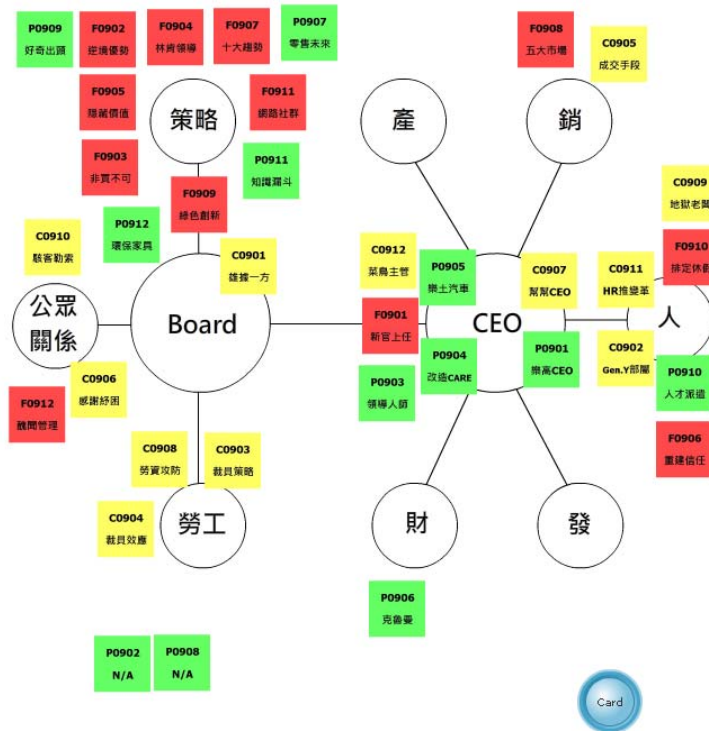 P0909
好奇出頭
F0902
逆境優勢
F0904
林肯領導
F0907
十大趨勢
P0907
零售未來
F0908
五大市場
C0905
成交手段
F0905
隱藏價值
策略
F0911
網路社群
產
銷
F0903
非買不可
P0911
知識漏斗
F0909
綠色創新
C0909
地獄老闆
P0912
環保家具
C0910
駭客勒索
C0901
雄據一方
C0912
菜鳥主管
P0905
樂土汽車
C0907
幫幫CEO
C0911
HR推變革
F0910
排定休假
公眾
關係
Board
F0901
新官上任
CEO
人
C0906
感謝紓困
P0904
改造CARE
P0901
樂高CEO
C0902
Gen.Y部屬
P0910
人才派遣
F0912
醜聞管理
P0903
領導人師
F0906
重建信任
C0908
勞資攻防
C0903
裁員策略
C0904
裁員效應
勞工
財
發
P0906
克魯曼
P0902
N/A
P0908
N/A
Card